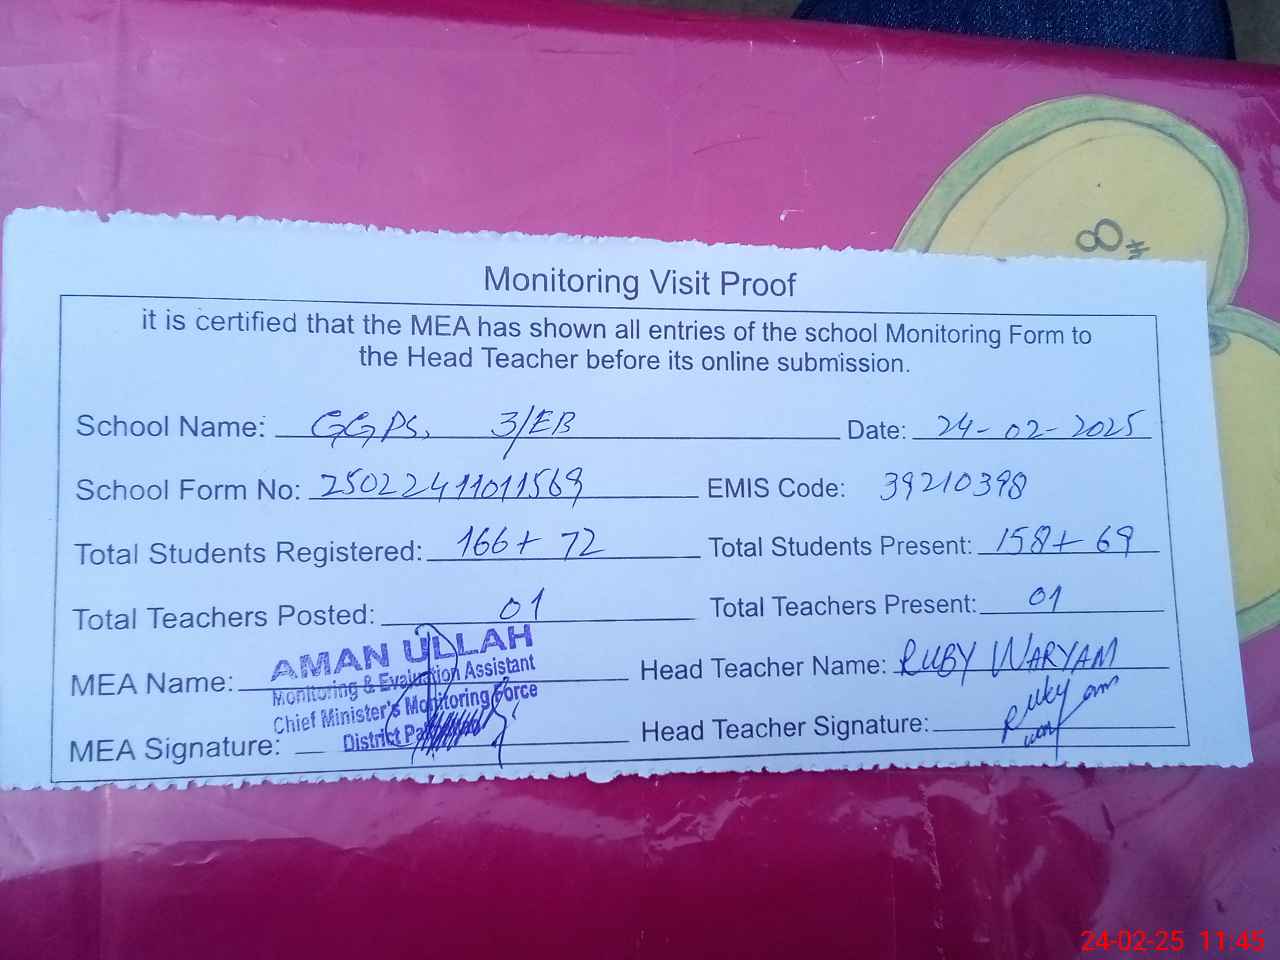 8#
Monitoring Visit Proof
it is certified that the MEA has shown all entries of the school Monitoring Form to
the Head Teacher before its online submission.
School Name: GGPS, 3/EB Date: 24-02-2025
School Form No: 25022411011569 EMIS Code: 39210398
Total Students Registered: 166+ 72 Total Students Present: 158+ 69
Total Teachers Posted: 01 Total Teachers Present: 01
MEA Name: AMAN ULLAH Head Teacher Name: RUBY WARYAM
Monitoring & Evaluation Assistant
Chief Minister's Monitoring Force
District
MEA Signature: Head Teacher Signature: Ruby
24-02-25 11:45